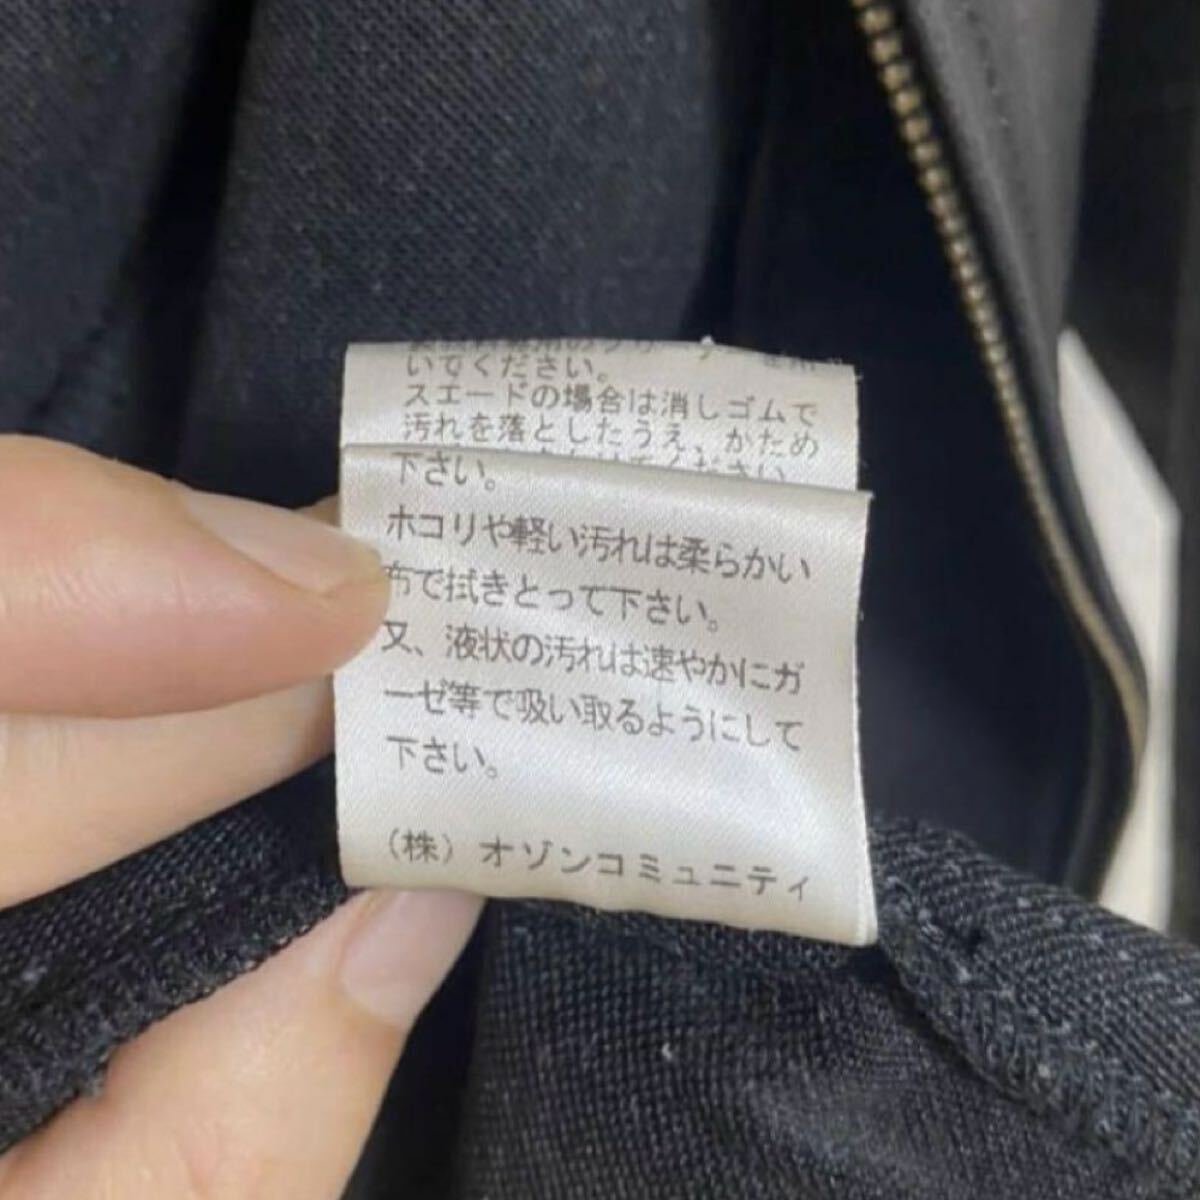 いてください。
スエードの場合は消しゴムで
汚れを落としたうえ、かため
下さい。
ホコリや軽い汚れは柔らかい
布で拭きとって下さい。
又、液状の汚れは速やかにガ
ーゼ等で吸い取るようにして
下さい。
(株) オゾンコミュニティ